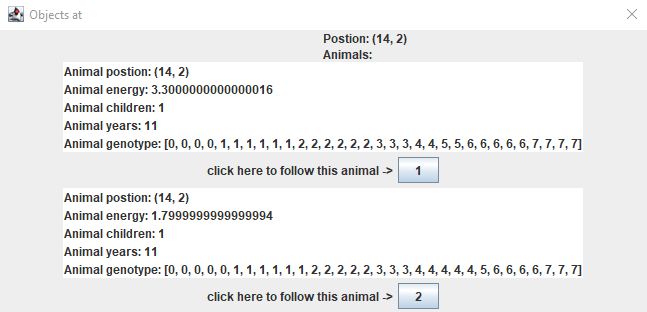 Objects at
Postion: (14, 2)
Animals:
Animal postion: (14, 2)
Animal energy: 3.3000000000000016
Animal children: 1
Animal years: 11
Animal genotype: [0, 0, 0, 0, 1, 1, 1, 1, 1, 1, 2, 2, 2, 2, 2, 2, 3, 3, 3, 4, 4, 5, 5, 6, 6, 6, 6, 6, 7, 7, 7, 7]
click here to follow this animal -> 1
Animal postion: (14, 2)
Animal energy: 1.7999999999999994
Animal children: 1
Animal years: 11
Animal genotype: [0, 0, 0, 0, 0, 1, 1, 1, 1, 1, 1, 2, 2, 2, 2, 2, 3, 3, 3, 4, 4, 4, 4, 4, 5, 6, 6, 6, 6, 7, 7, 7]
click here to follow this animal -> 2